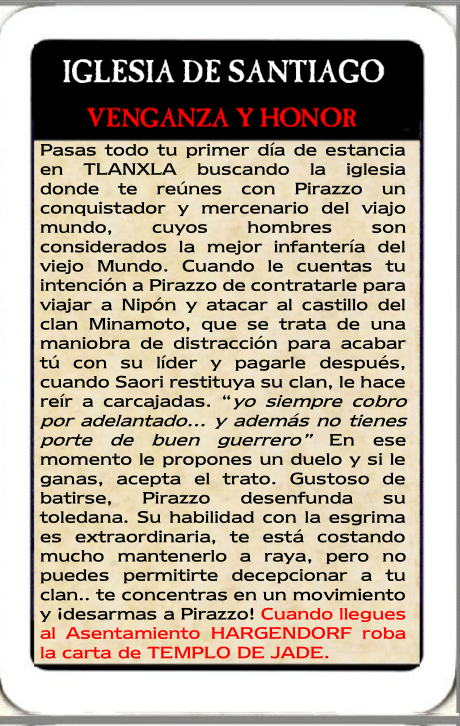 IGLESIA DE SANTIAGO
VENGANZA Y HONOR
Pasas todo tu primer día de estancia
en TLANXLA buscando la iglesia
donde te reúnes con Pirazzo un
conquistador y mercenario del viajo
mundo, cuyos hombres son
considerados la mejor infantería del
viejo Mundo. Cuando le cuentas tu
intención a Pirazzo de contratarle para
viajar a Nipón y atacar al castillo del
clan Minamoto, que se trata de una
maniobra de distracción para acabar
tú con su líder y pagarle después,
cuando Saori restituya su clan, le hace
reír a carcajadas. “yo siempre cobro
por adelantado... y además no tienes
porte de buen guerrero” En ese
momento le propones un duelo y si le
ganas, acepta el trato. Gustoso de
batirse, Pirazzo desenfunda su
toledana. Su habilidad con la esgrima
es extraordinaria, te está costando
mucho mantenerlo a raya, pero no
puedes permitirte decepcionar a tu
clan.. te concentras en un movimiento
y ¡desarmas a Pirazzo! Cuando llegues
al Asentamiento HARGENDORF roba
la carta de TEMPLO DE JADE.